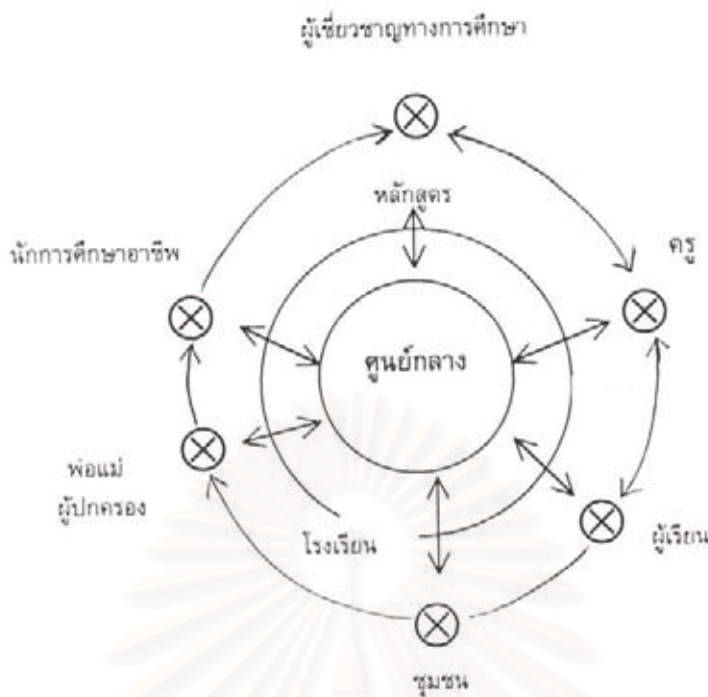 ผู้เชี่ยวชาญทางการศึกษา
หลักสูตร
นักการศึกษาอาชีพ
ครู
ศูนย์กลาง
พ่อแม่
ผู้ปกครอง
โรงเรียน
ผู้เรียน
ชุมชน